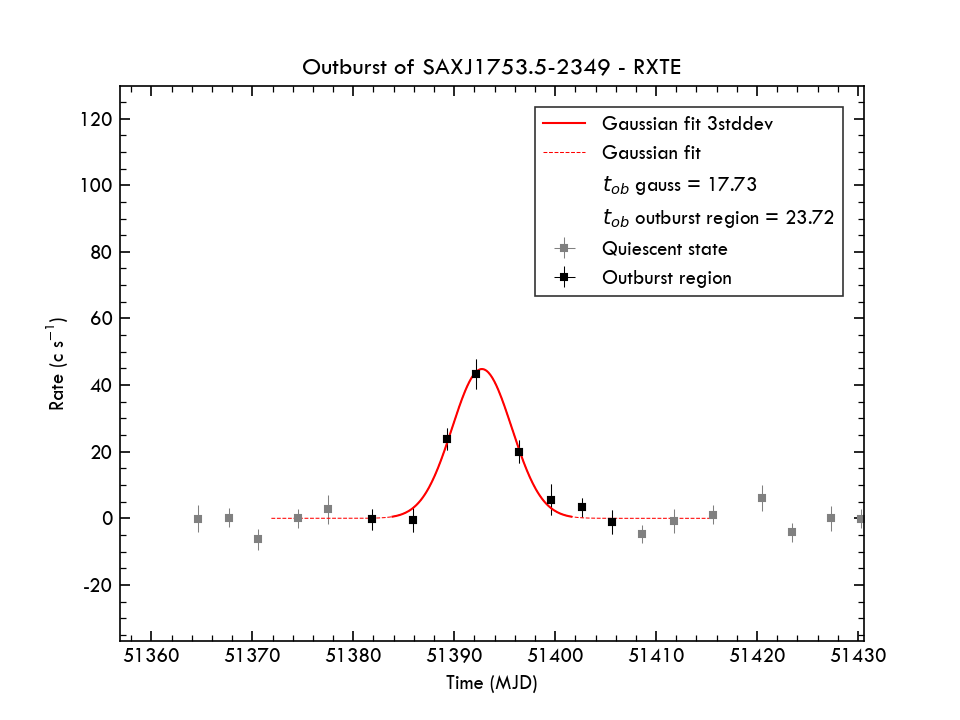 Outburst of SAXJ1753.5-2349 - RXTE
120
100
80
60
40
20
0
-20
Rate (c s⁻¹)
Gaussian fit 3stddev
Gaussian fit
t_ob gauss = 17.73
t_ob outburst region = 23.72
Quiescent state
Outburst region
51360 51370 51380 51390 51400 51410 51420 51430
Time (MJD)